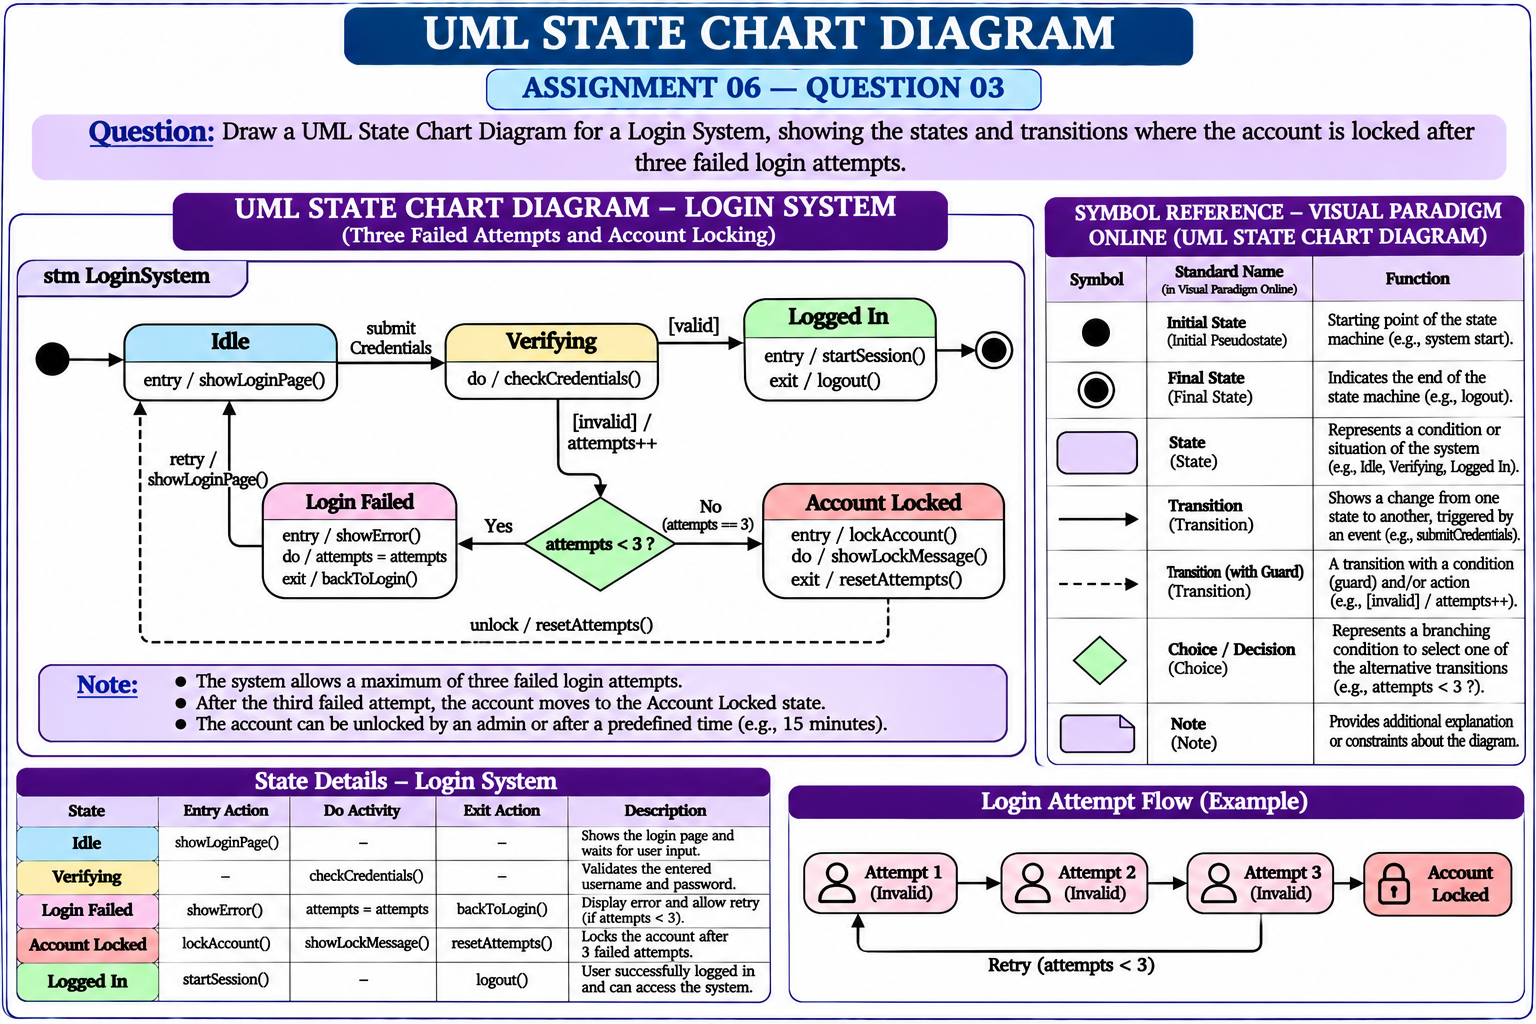 UML STATE CHART DIAGRAM
ASSIGNMENT 06 — QUESTION 03
Question: Draw a UML State Chart Diagram for a Login System, showing the states and transitions where the account is locked after
three failed login attempts.
UML STATE CHART DIAGRAM – LOGIN SYSTEM
(Three Failed Attempts and Account Locking)
stm LoginSystem
Idle
entry / showLoginPage()
submit
Credentials
Verifying
do / checkCredentials()
[valid]
Logged In
entry / startSession()
exit / logout()
[invalid] /
attempts++
retry /
showLoginPage()
Login Failed
entry / showError()
do / attempts = attempts
exit / backToLogin()
Yes
attempts < 3 ?
No
(attempts == 3)
Account Locked
entry / lockAccount()
do / showLockMessage()
exit / resetAttempts()
unlock / resetAttempts()
Note:
● The system allows a maximum of three failed login attempts.
● After the third failed attempt, the account moves to the Account Locked state.
● The account can be unlocked by an admin or after a predefined time (e.g., 15 minutes).
SYMBOL REFERENCE – VISUAL PARADIGM
ONLINE (UML STATE CHART DIAGRAM)
Symbol
Standard Name
(in Visual Paradigm Online)
Function
Initial State
(Initial Pseudostate)
Starting point of the state
machine (e.g., system start).
Final State
(Final State)
Indicates the end of the
state machine (e.g., logout).
State
(State)
Represents a condition or
situation of the system
(e.g., Idle, Verifying, Logged In).
Transition
(Transition)
Shows a change from one
state to another, triggered by
an event (e.g., submitCredentials).
Transition (with Guard)
(Transition)
A transition with a condition
(guard) and/or action
(e.g., [invalid] / attempts++).
Choice / Decision
(Choice)
Represents a branching
condition to select one of
the alternative transitions
(e.g., attempts < 3 ?).
Note
(Note)
Provides additional explanation
or constraints about the diagram.
State Details – Login System
State Entry Action Do Activity Exit Action Description
Idle showLoginPage() – – Shows the login page and
waits for user input.
Verifying – checkCredentials() – Validates the entered
username and password.
Login Failed showError() attempts = attempts backToLogin() Display error and allow retry
(if attempts < 3).
Account Locked lockAccount() showLockMessage() resetAttempts() Locks the account after
3 failed attempts.
Logged In startSession() – logout() User successfully logged in
and can access the system.
Login Attempt Flow (Example)
Attempt 1
(Invalid)
Attempt 2
(Invalid)
Attempt 3
(Invalid)
Account
Locked
Retry (attempts < 3)